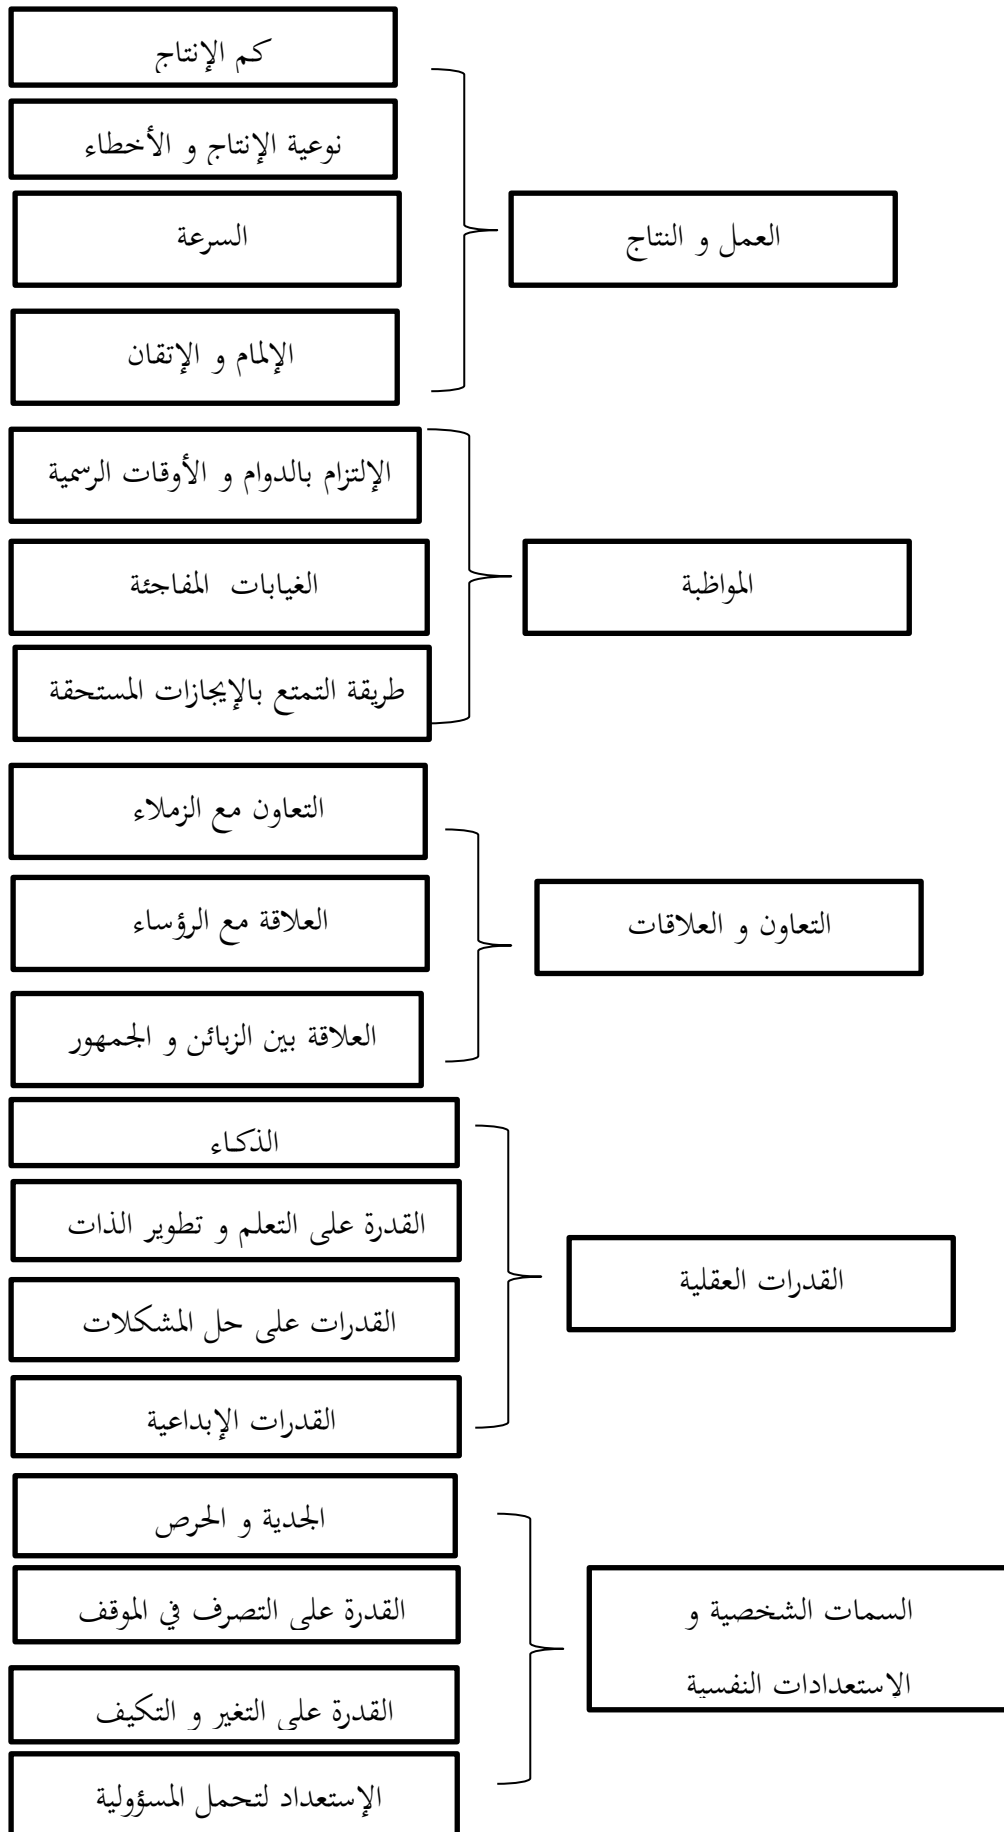 كم الإنتاج
نوعية الإنتاج و الأخطاء
السرعة
العمل و النتاج
الإلمام و الإتقان
الإلتزام بالدوام و الأوقات الرسمية
الغيابات المفاجئة
المواظبة
طريقة التمتع بالإيجازات المستحقة
التعاون مع الزملاء
العلاقة مع الرؤساء
التعاون و العلاقات
العلاقة بين الزبائن و الجمهور
الذكاء
القدرة على التعلم و تطوير الذات
القدرات العقلية
القدرات على حل المشكلات
القدرات الإبداعية
الجدية و الحرص
القدرة على التصرف في الموقف
السمات الشخصية و
الاستعدادات النفسية
القدرة على التغير و التكيف
الإستعداد لتحمل المسؤولية